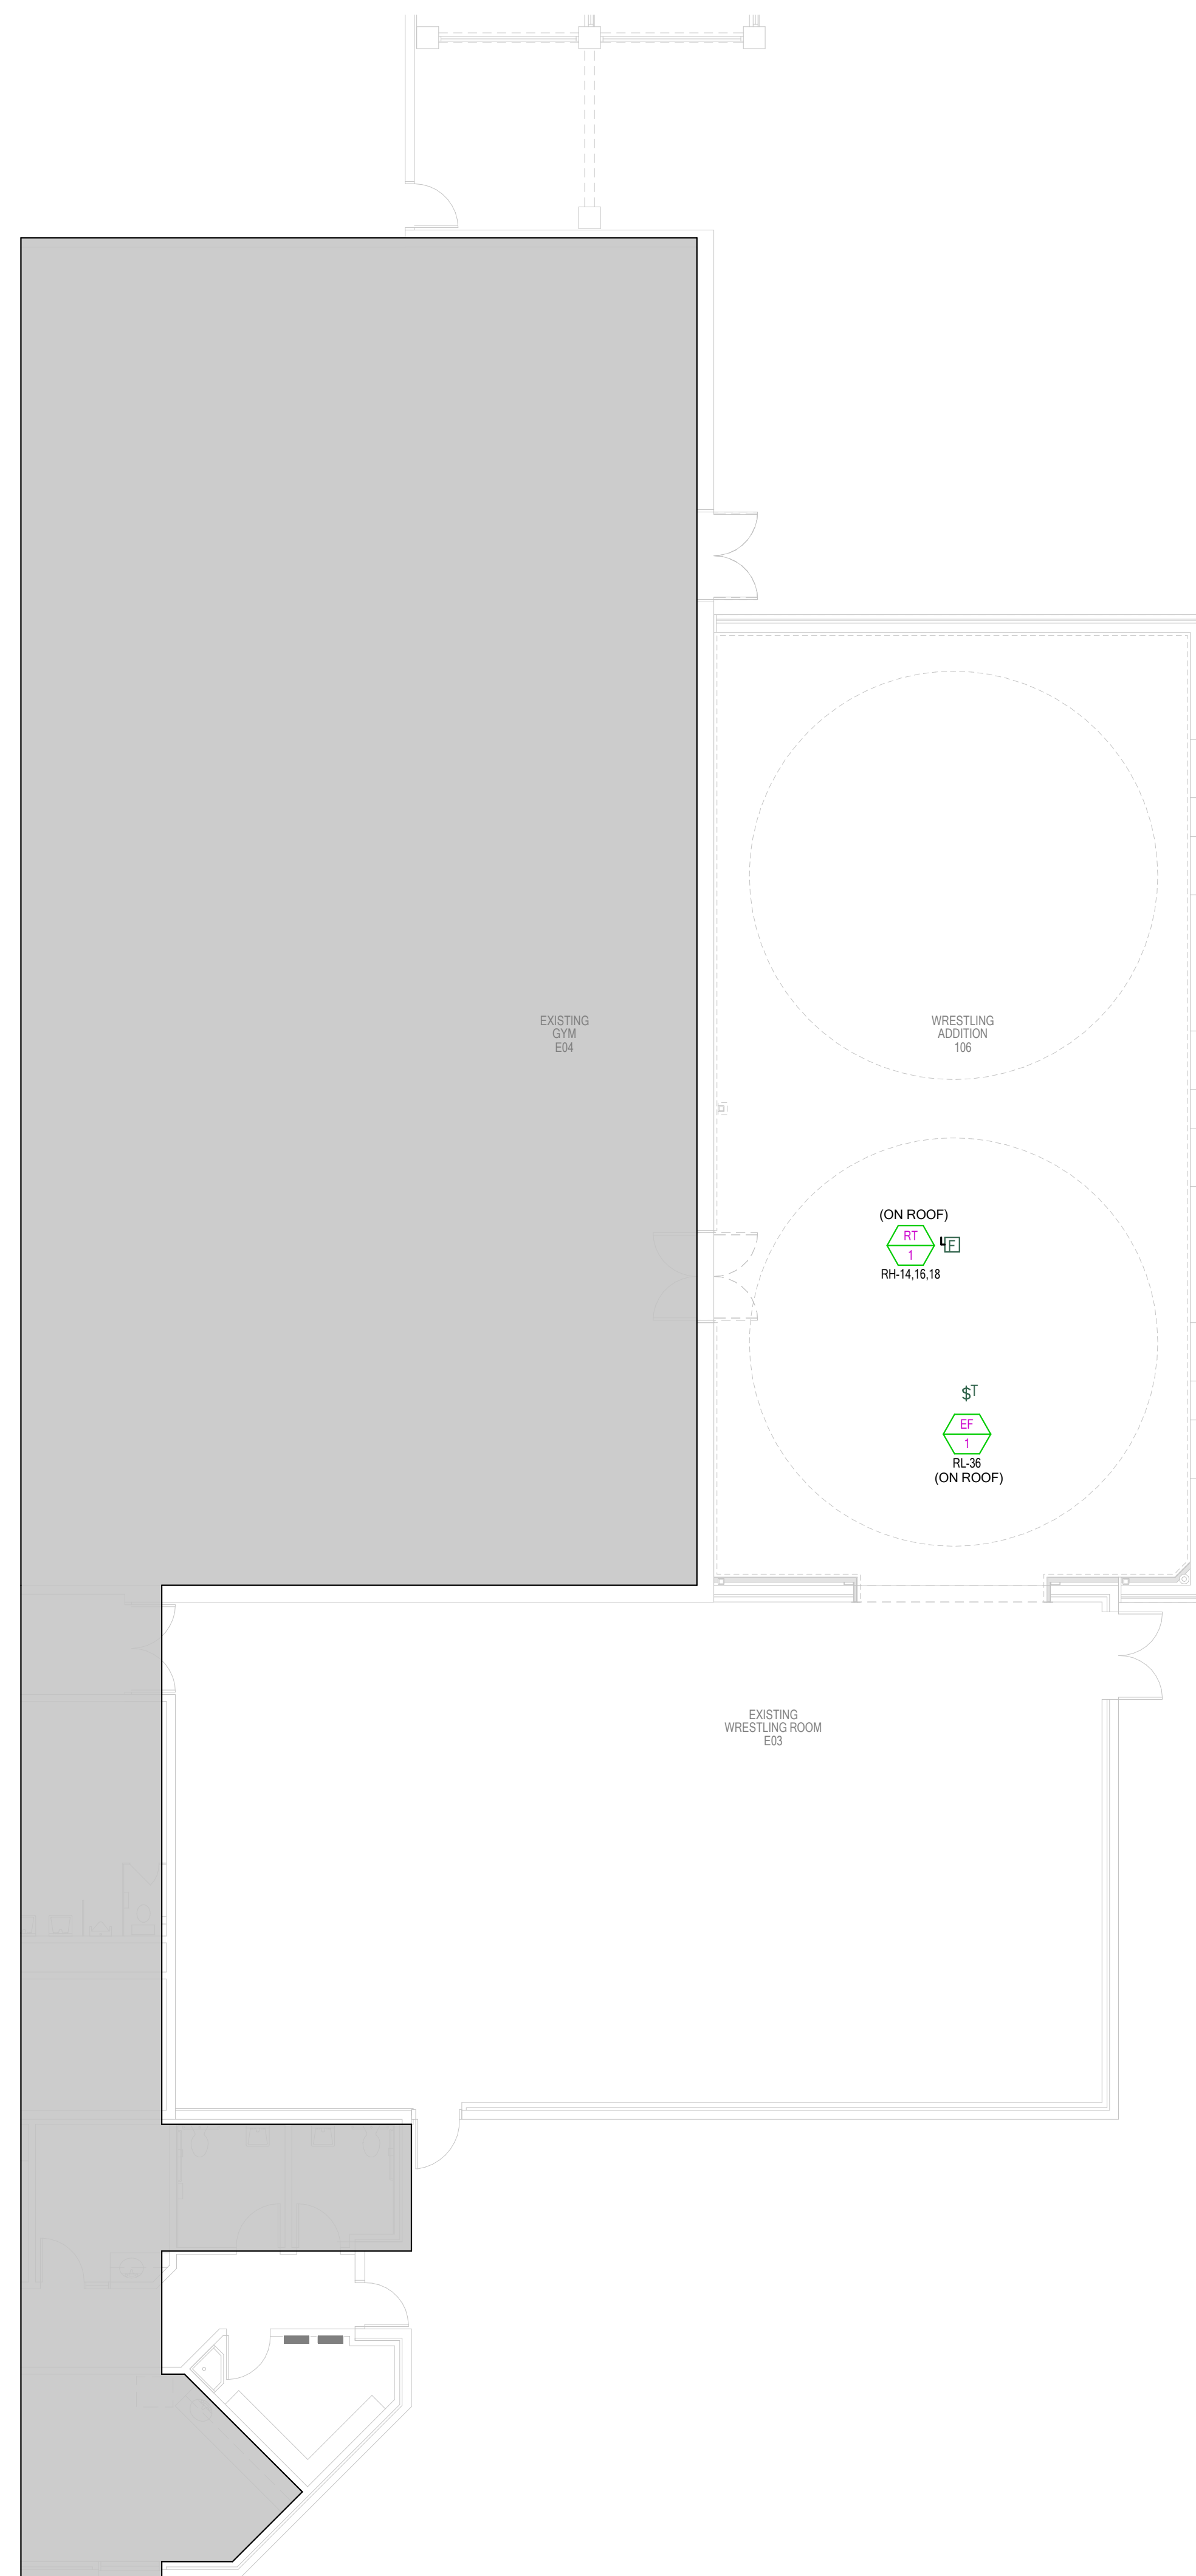 EXISTING
GYM
E04
WRESTLING
ADDITION
106
(ON ROOF)
RT
1
F
RH-14,16,18
$T
EF
1
RL-36
(ON ROOF)
EXISTING
WRESTLING ROOM
E03